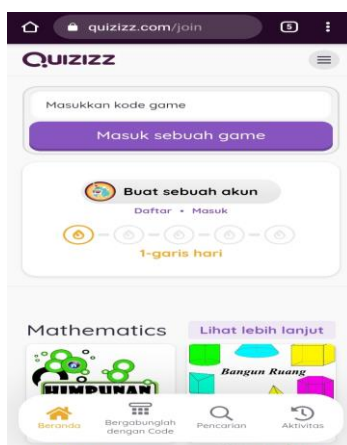 quizizz.com/join
5
QUIZIZZ
Masukkan kode game
Masuk sebuah game
Buat sebuah akun
Daftar • Masuk
1-garis hari
Mathematics
Lihat lebih lanjut
HIMPUNAN
Bangun Ruang
Beranda
Bergabunglah dengan Code
Pencarian
Aktivitas